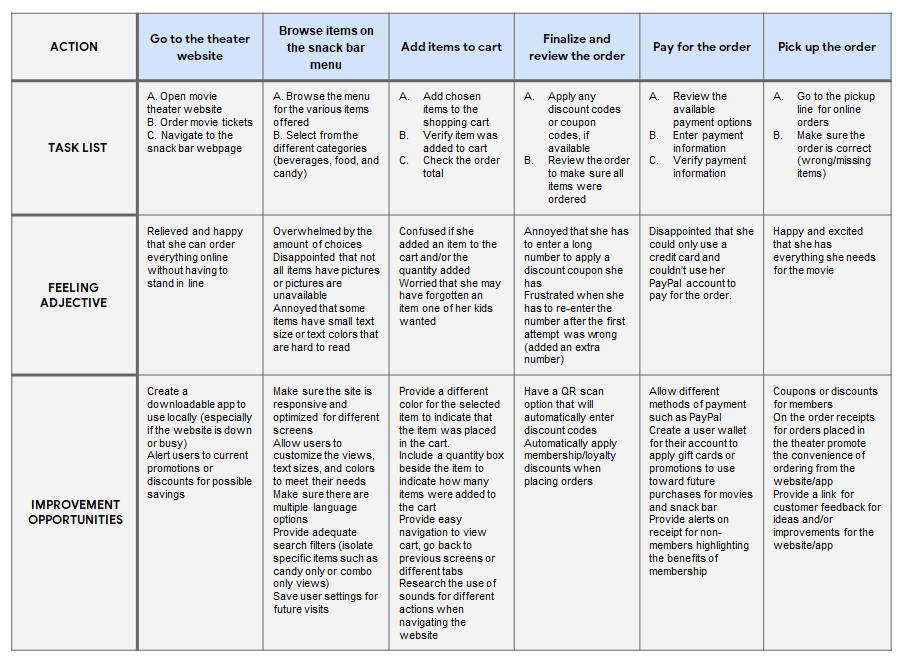 ACTION
Go to the theater
website
Browse items on
the snack bar
menu
Add items to cart
Finalize and
review the order
Pay for the order
Pick up the order
TASK LIST
A. Open movie
theater website
B. Order movie tickets
C. Navigate to the
snack bar webpage
A. Browse the menu
for the various items
offered
B. Select from the
different categories
(beverages, food, and
candy)
A. Add chosen
items to the
shopping cart
B. Verify item was
added to cart
C. Check the order
total
A. Apply any
discount codes
or coupon
codes, if
available
B. Review the order
to make sure all
items were
ordered
A. Review the
available
payment options
B. Enter payment
information
C. Verify payment
information
A. Go to the pickup
line for online
orders
B. Make sure the
order is correct
(wrong/missing
items)
FEELING
ADJECTIVE
Relieved and happy
that she can order
everything online
without having to
stand in line
Overwhelmed by the
amount of choices
Disappointed that not
all items have pictures
or pictures are
unavailable
Annoyed that some
items have small text
size or text colors that
are hard to read
Confused if she
added an item to the
cart and/or the
quantity added
Worried that she may
have forgotten an
item one of her kids
wanted
Annoyed that she has
to enter a long
number to apply a
discount coupon she
has
Frustrated when she
has to re-enter the
number after the first
attempt was wrong
(added an extra
number)
Disappointed that she
could only use a
credit card and
couldn't use her
PayPal account to
pay for the order.
Happy and excited
that she has
everything she needs
for the movie
IMPROVEMENT
OPPORTUNITIES
Create a
downloadable app to
use locally (especially
if the website is down
or busy)
Alert users to current
promotions or
discounts for possible
savings
Make sure the site is
responsive and
optimized for different
screens
Allow users to
customize the views,
text sizes, and colors
to meet their needs
Make sure there are
multiple language
options
Provide adequate
search filters (isolate
specific items such as
candy only or combo
only views)
Save user settings for
future visits
Provide a different
color for the selected
item to indicate that
the item was placed
in the cart.
Include a quantity box
beside the item to
indicate how many
items were added to
the cart
Provide easy
navigation to view
cart, go back to
previous screens or
different tabs
Research the use of
sounds for different
actions when
navigating the
website
Have a QR scan
option that will
automatically enter
discount codes
Automatically apply
membership/loyalty
discounts when
placing orders
Allow different
methods of payment
such as PayPal
Create a user wallet
for their account to
apply gift cards or
promotions to use
toward future
purchases for movies
and snack bar
Provide alerts on
receipt for non-
members highlighting
the benefits of
membership
Coupons or discounts
for members
On the order receipts
for orders placed in
the theater promote
the convenience of
ordering from the
website/app
Provide a link for
customer feedback for
ideas and/or
improvements for the
website/app